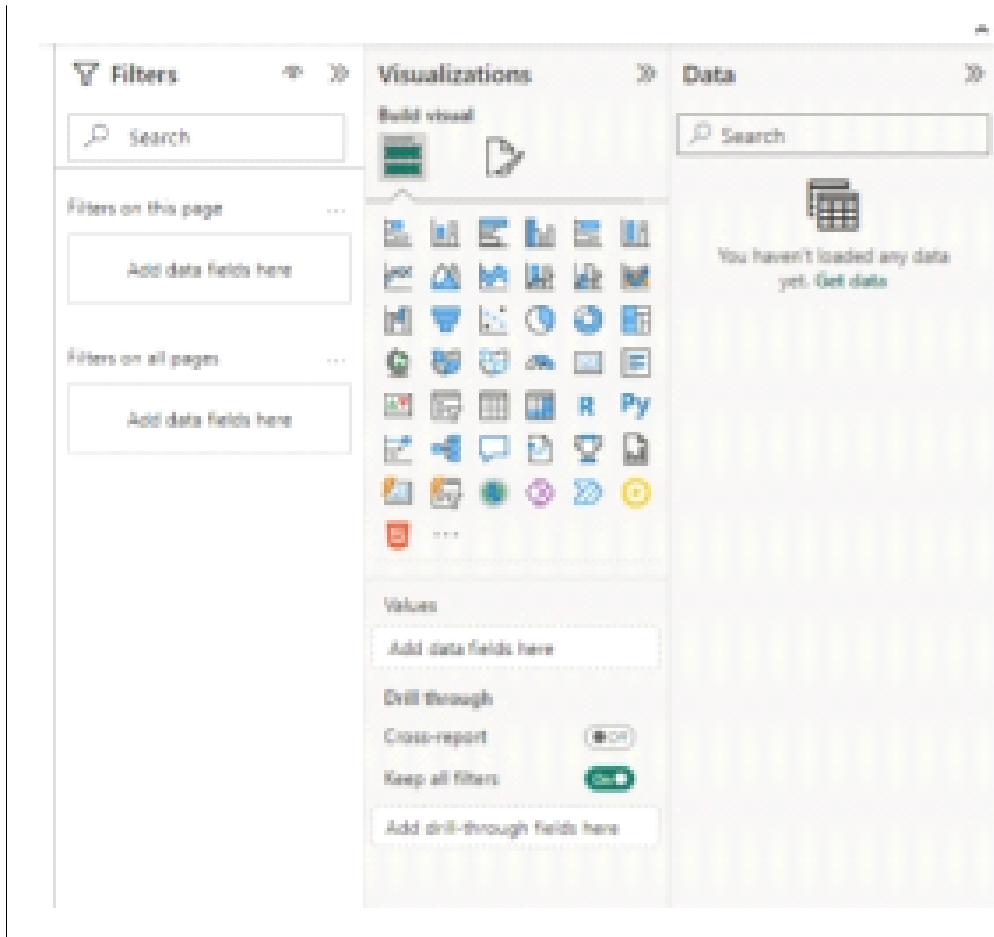 Filters
Search
Filters on this page
...
Add data fields here
Filters on all pages
...
Add data fields here
Visualizations
Build visual
R
Py
...
Values
Add data fields here
Drill through
Cross-report
Off
Keep all filters
On
Add drill-through fields here
Data
Search
You haven't loaded any data
yet. Get data